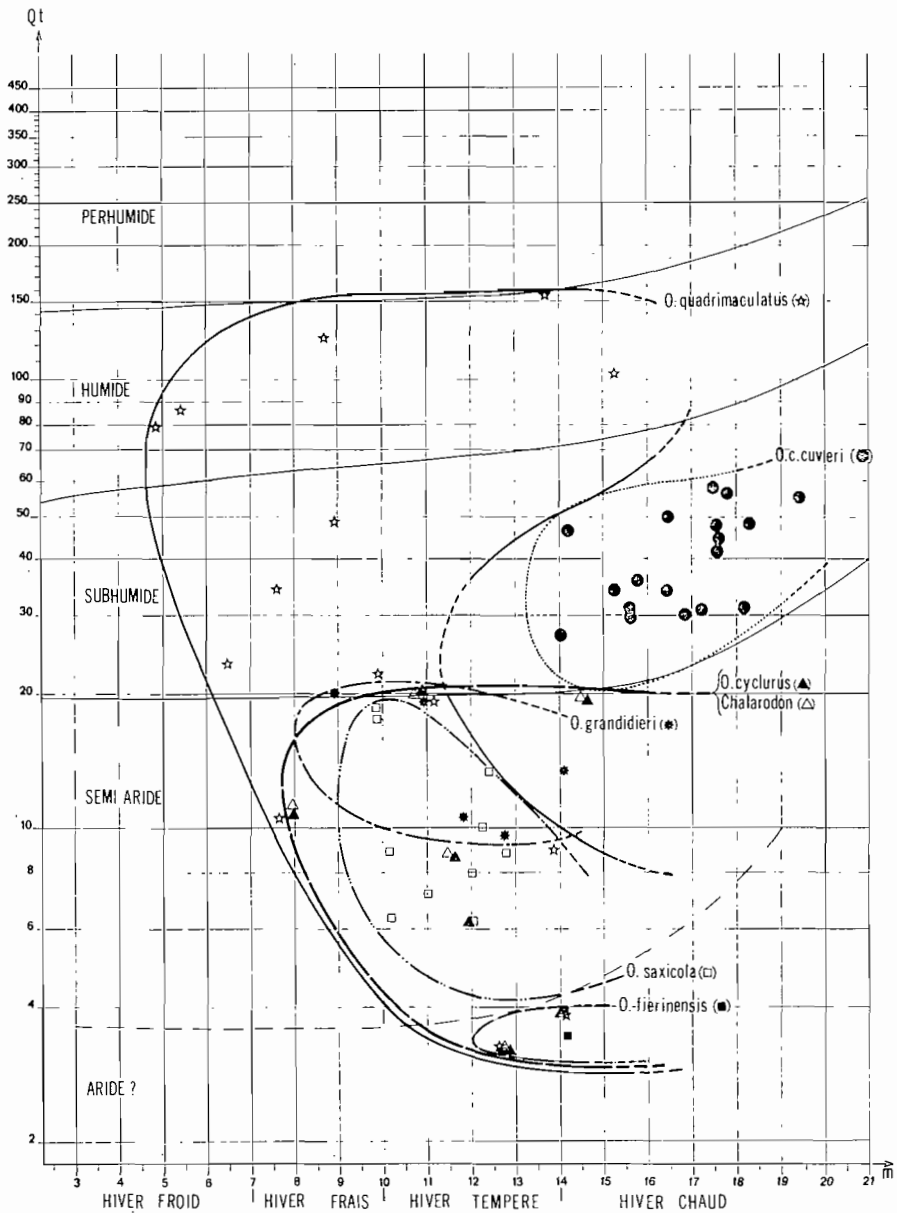 Qt
450
400
350
300
250
PERHUMIDE
200
150
O.quadrimaculatus (☆)
100
HUMIDE
90
80
70
O.c.cuvieri (●)
60
50
40
SUBHUMIDE
30
20
O.cyclurus (▲)
Chalarodon (△)
O.grandidieri (✱)
SEMI ARIDE
10
8
6
O. saxicola (□)
4
O.fierinensis (■)
ARIDE ?
2
3 4 5 6 7 8 9 10 11 12 13 14 15 16 17 18 19 20 21
HIVER FROID HIVER FRAIS HIVER TEMPERE HIVER CHAUD